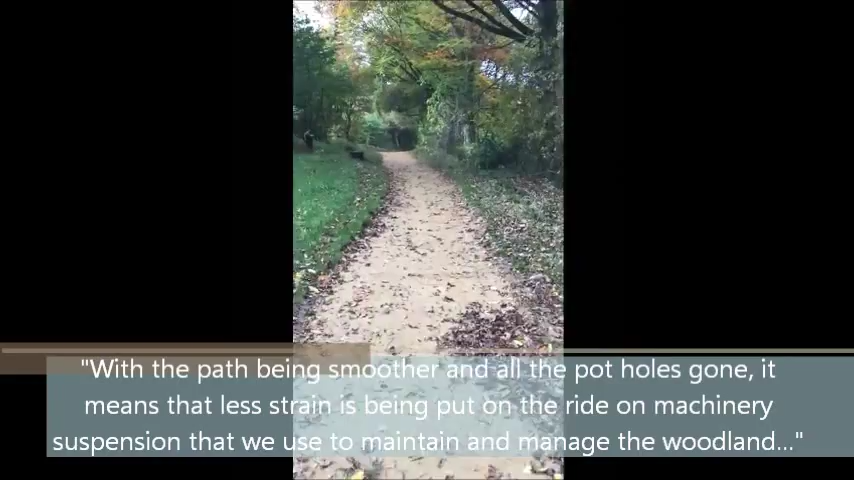 "With the path being smoother and all the pot holes gone, it
means that less strain is being put on the ride on machinery
suspension that we use to maintain and manage the woodland..."